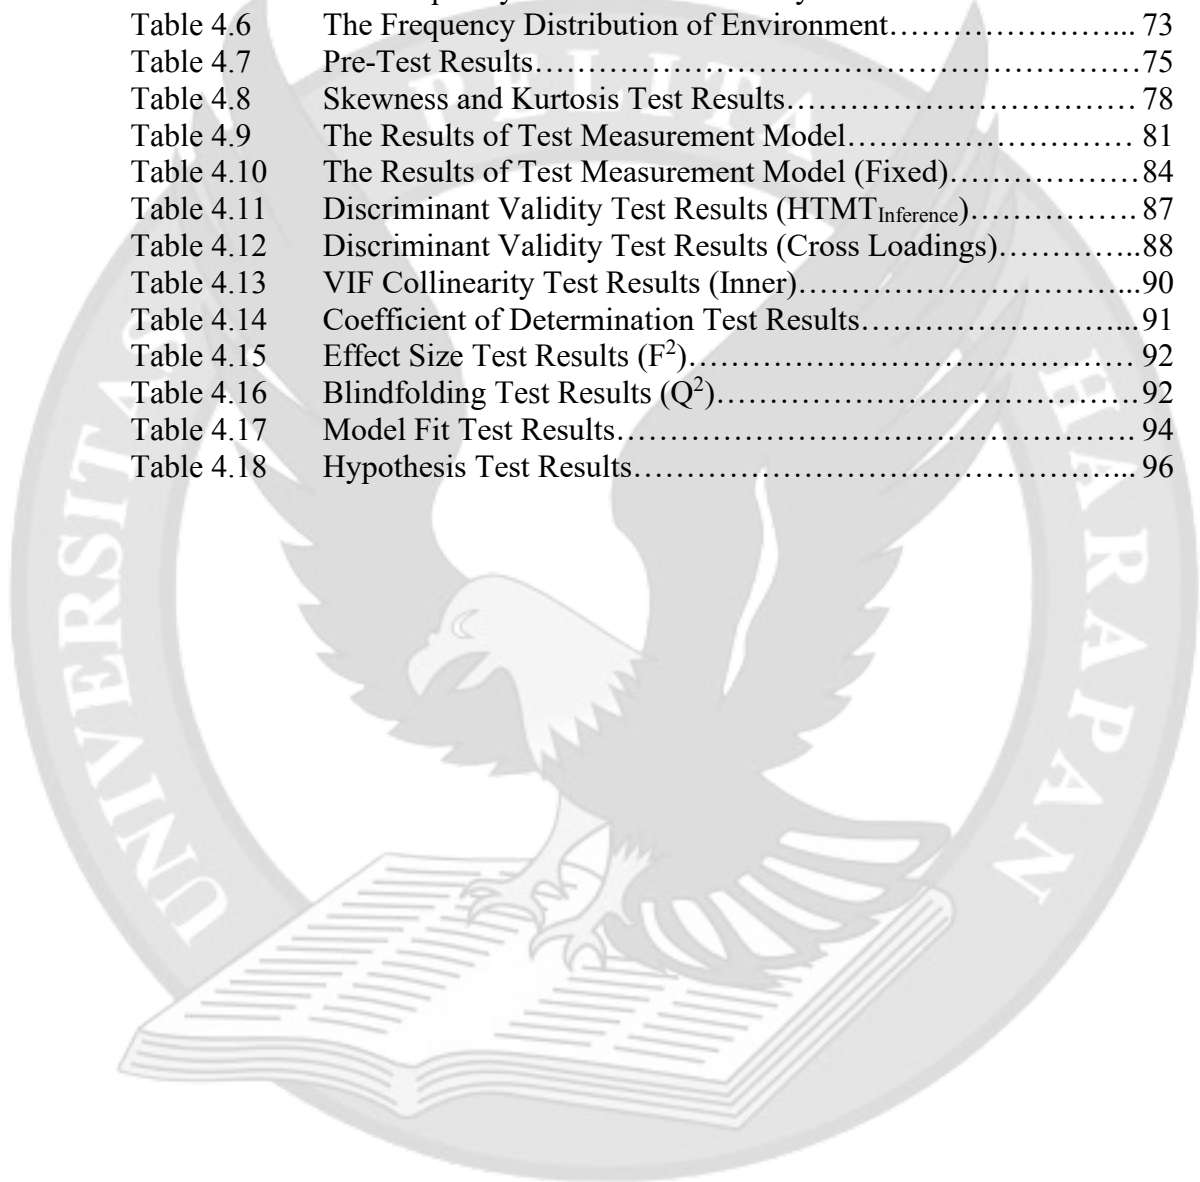 Table 4.6 The Frequency Distribution of Environment…………………... 73
Table 4.7 Pre-Test Results…………………………………………………… 75
Table 4.8 Skewness and Kurtosis Test Results……………………………… 78
Table 4.9 The Results of Test Measurement Model……………………… 81
Table 4.10 The Results of Test Measurement Model (Fixed)………………84
Table 4.11 Discriminant Validity Test Results (HTMTInference)……………. 87
Table 4.12 Discriminant Validity Test Results (Cross Loadings)…………..88
Table 4.13 VIF Collinearity Test Results (Inner)…………………………...90
Table 4.14 Coefficient of Determination Test Results……………………...91
Table 4.15 Effect Size Test Results (F²)…………………………………… 92
Table 4.16 Blindfolding Test Results (Q²)………………………………….92
Table 4.17 Model Fit Test Results…………………………………………. 94
Table 4.18 Hypothesis Test Results………………………………………... 96
UNIVERSITAS PELITA HARAPAN